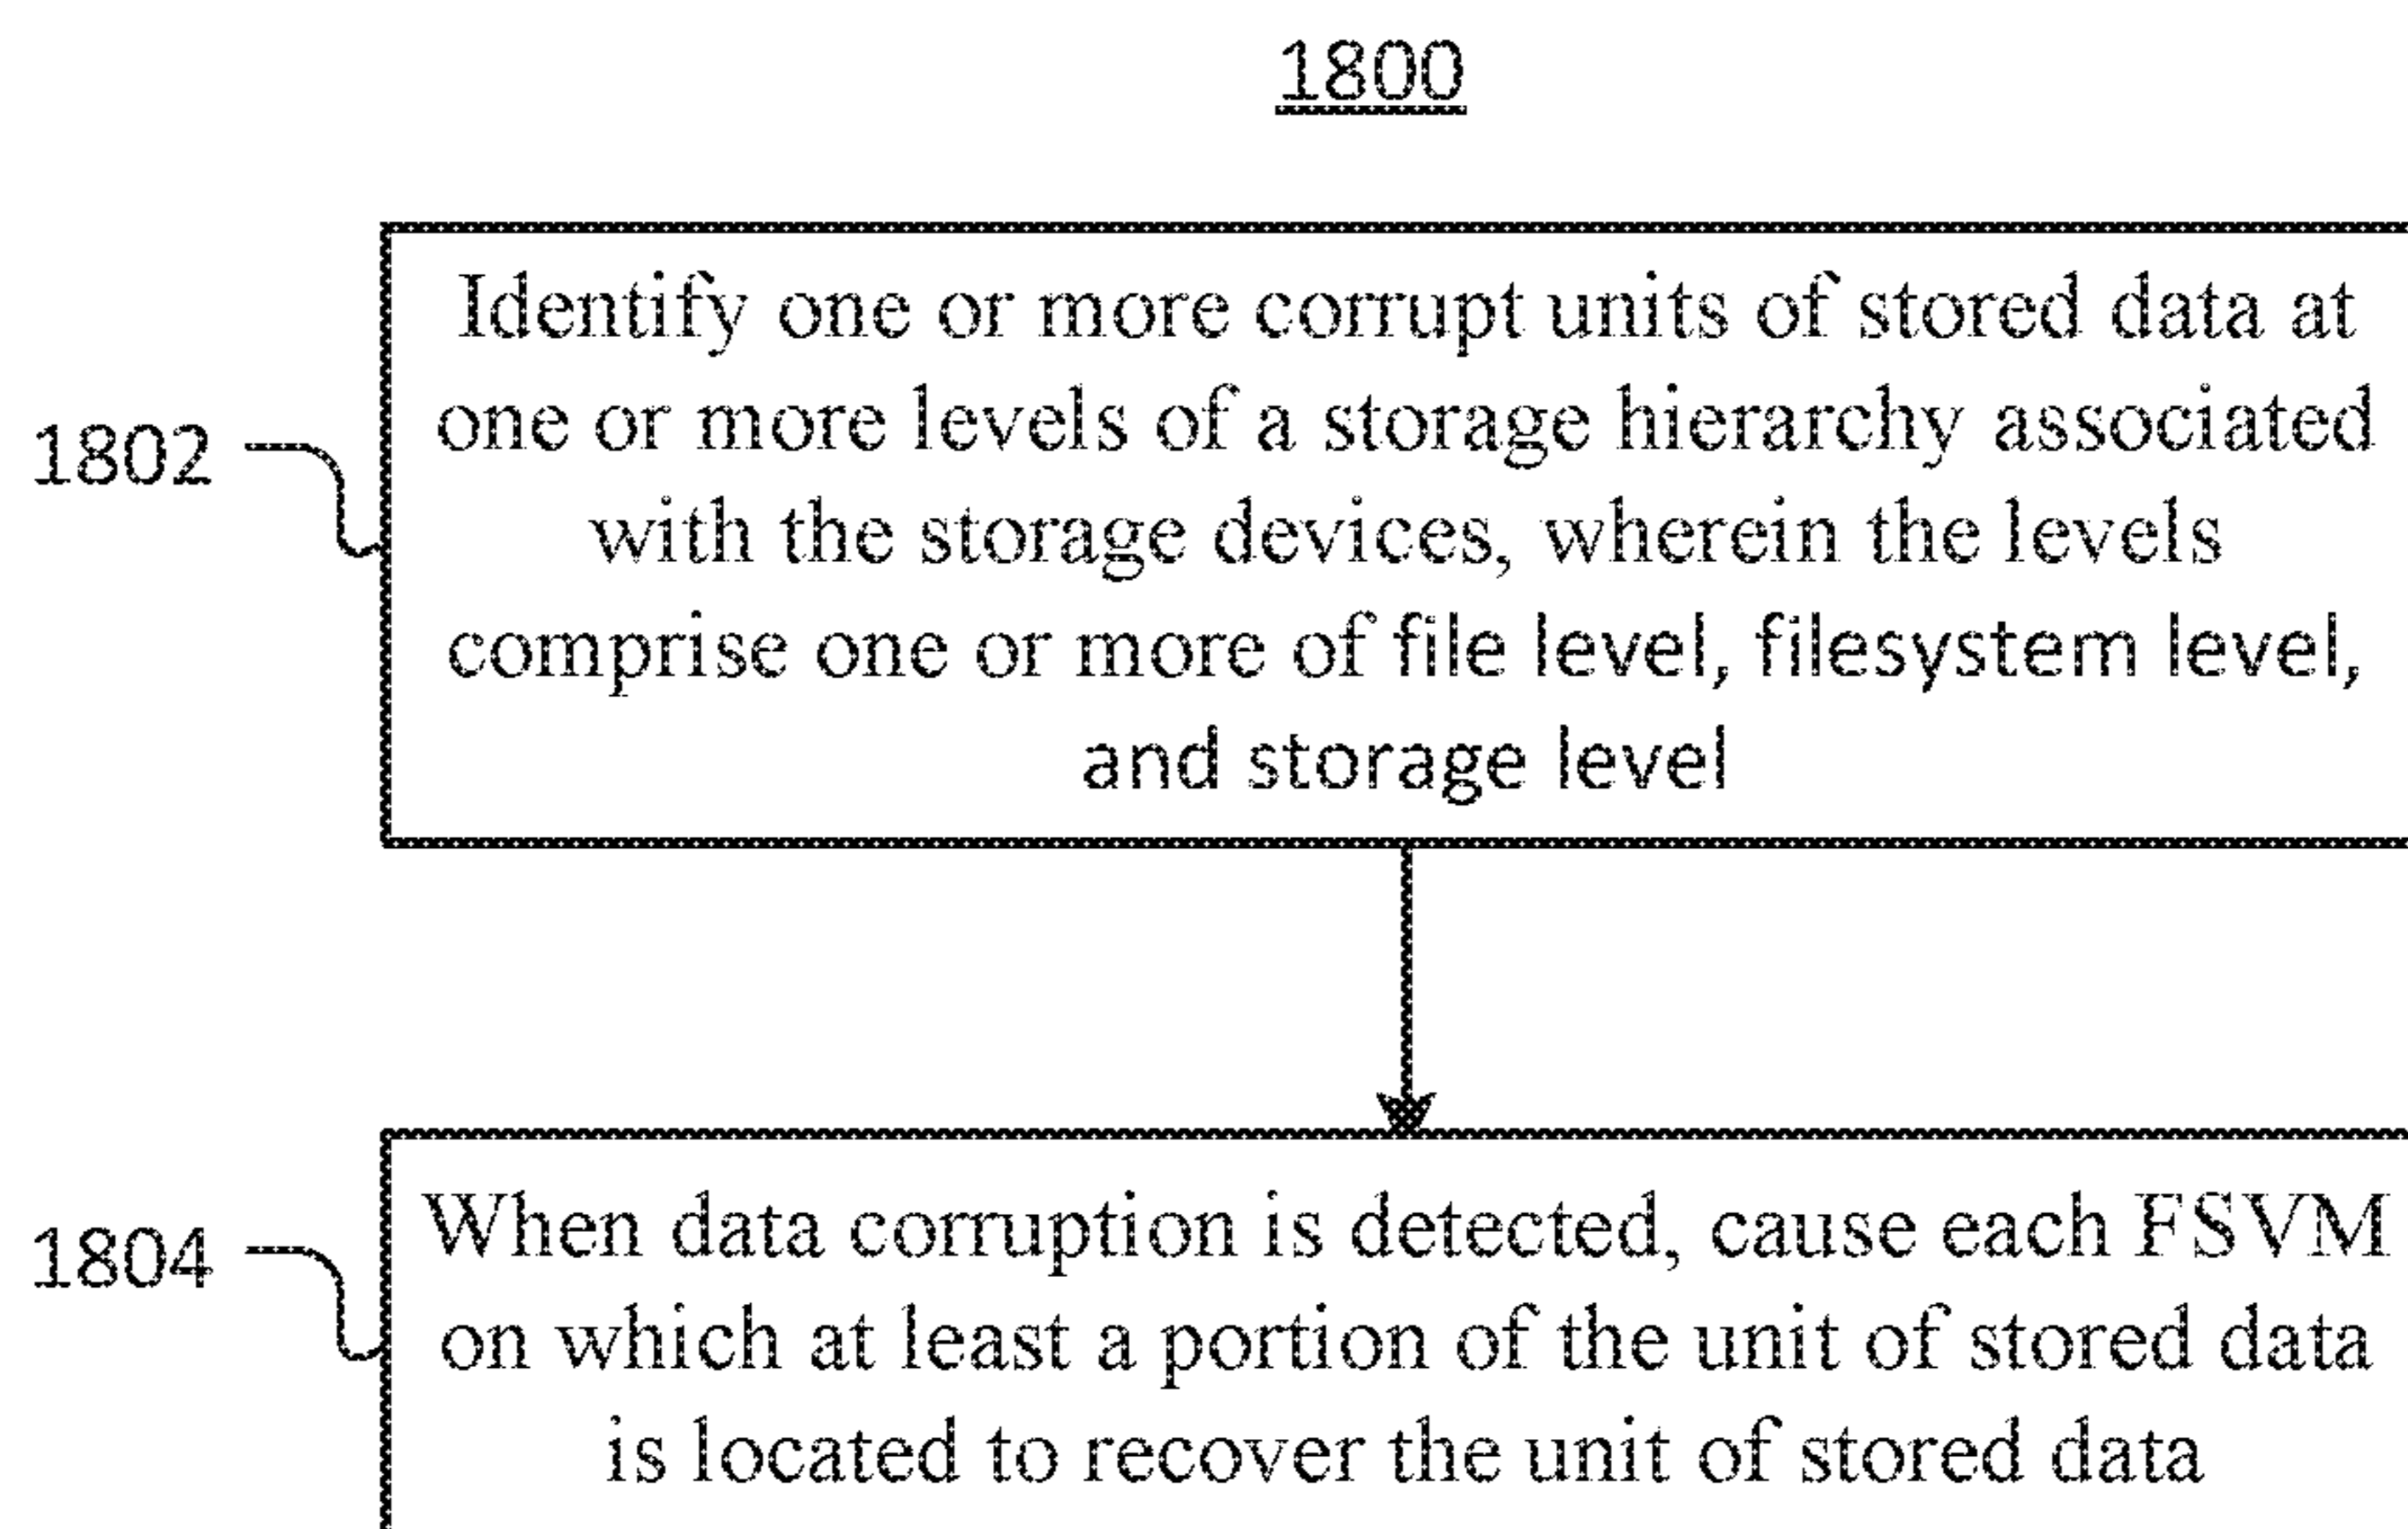 1800
Identify one or more corrupt units of stored data at
one or more levels of a storage hierarchy associated
with the storage devices, wherein the levels
comprise one or more of file level, filesystem level,
and storage level
1802
When data corruption is detected, cause each FSVM
on which at least a portion of the unit of stored data
is located to recover the unit of stored data
1804